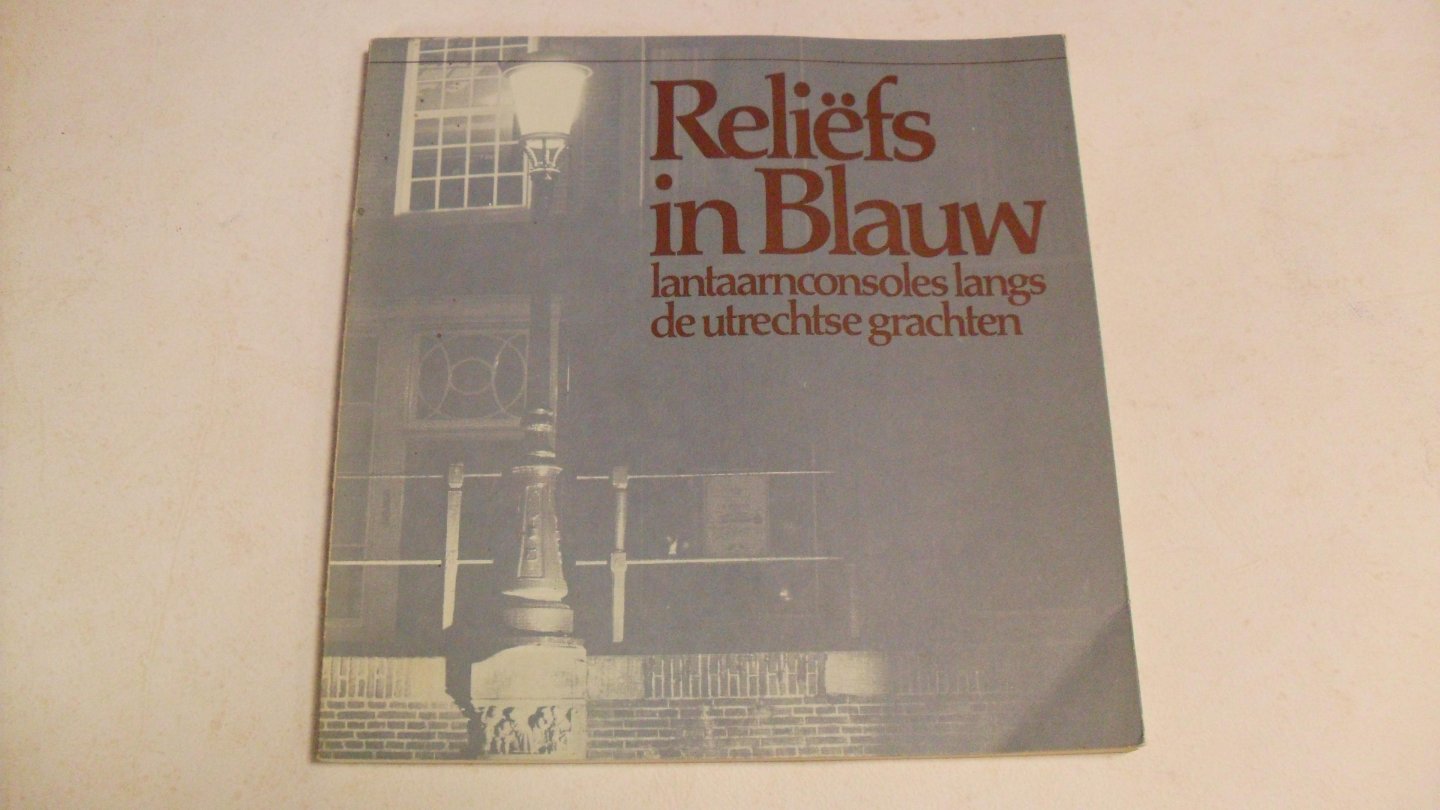 Reliëfs
in Blauw
lantaarnconsoles langs
de utrechtse grachten